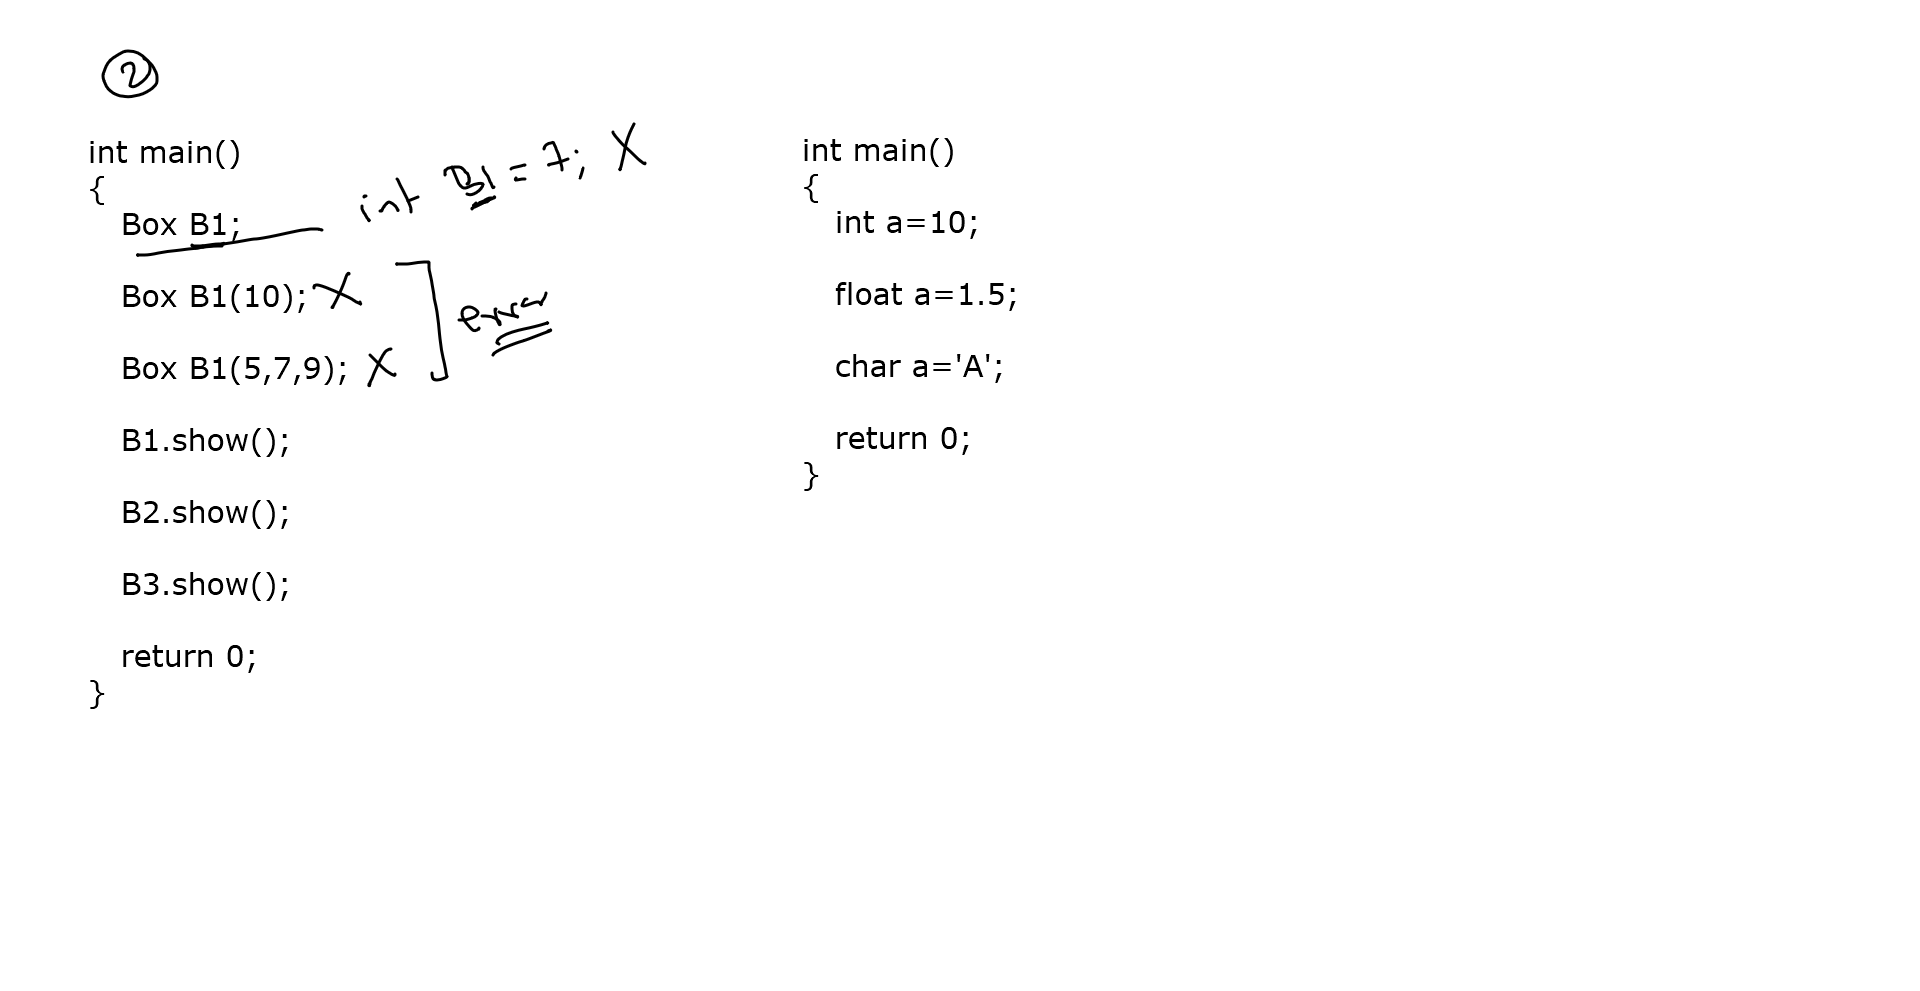 2
int main()
{
Box B1; int B1 = 7; X
Box B1(10); X
Box B1(5,7,9); X error
B1.show();
B2.show();
B3.show();
return 0;
}
int main()
{
int a=10;
float a=1.5;
char a='A';
return 0;
}